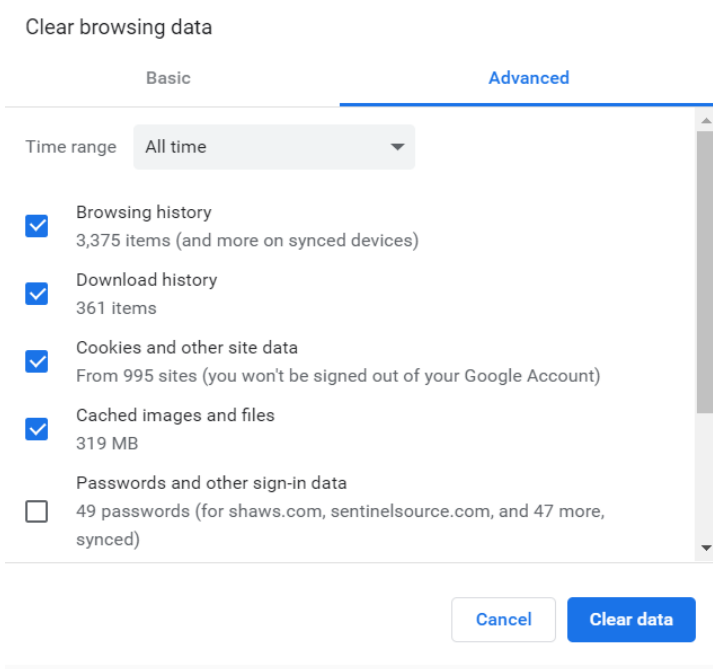 Clear browsing data
Basic
Advanced
Time range
All time
Browsing history
3,375 items (and more on synced devices)
Download history
361 items
Cookies and other site data
From 995 sites (you won't be signed out of your Google Account)
Cached images and files
319 MB
Passwords and other sign-in data
49 passwords (for shaws.com, sentinelsource.com, and 47 more,
synced)
Cancel
Clear data